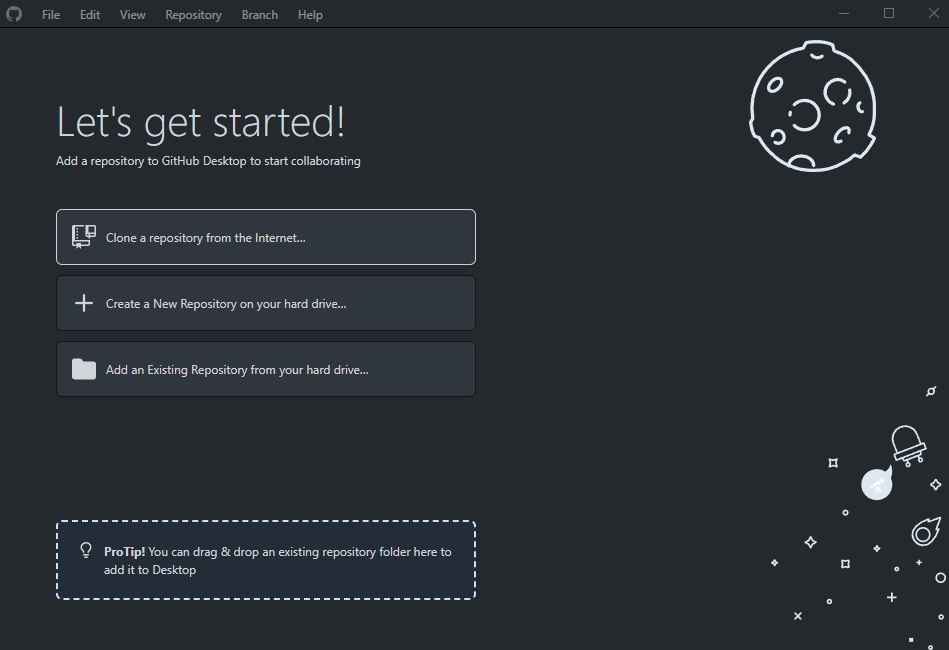 File Edit View Repository Branch Help
Let's get started!
Add a repository to GitHub Desktop to start collaborating
Clone a repository from the Internet...
Create a New Repository on your hard drive...
Add an Existing Repository from your hard drive...
ProTip! You can drag & drop an existing repository folder here to
add it to Desktop